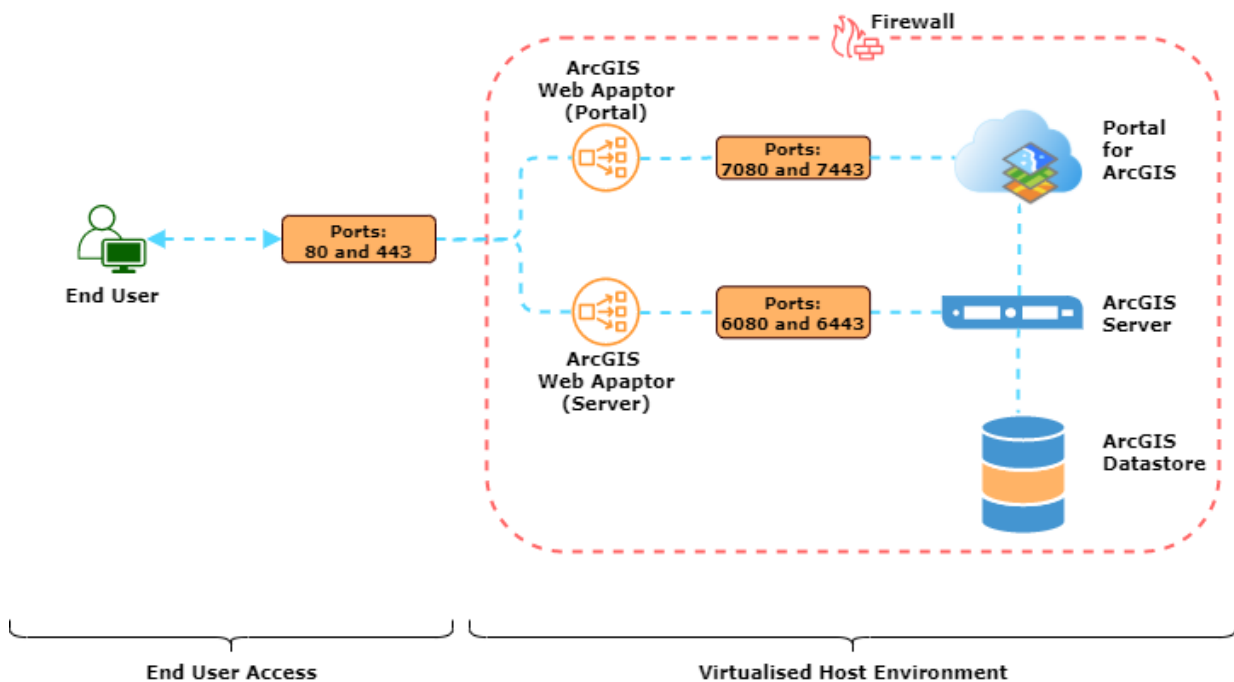 Firewall
ArcGIS
Web Apaptor
(Portal)
Ports:
7080 and 7443
Portal
for
ArcGIS
Ports:
80 and 443
End User
Ports:
6080 and 6443
ArcGIS
Server
ArcGIS
Web Apaptor
(Server)
ArcGIS
Datastore
End User Access
Virtualised Host Environment